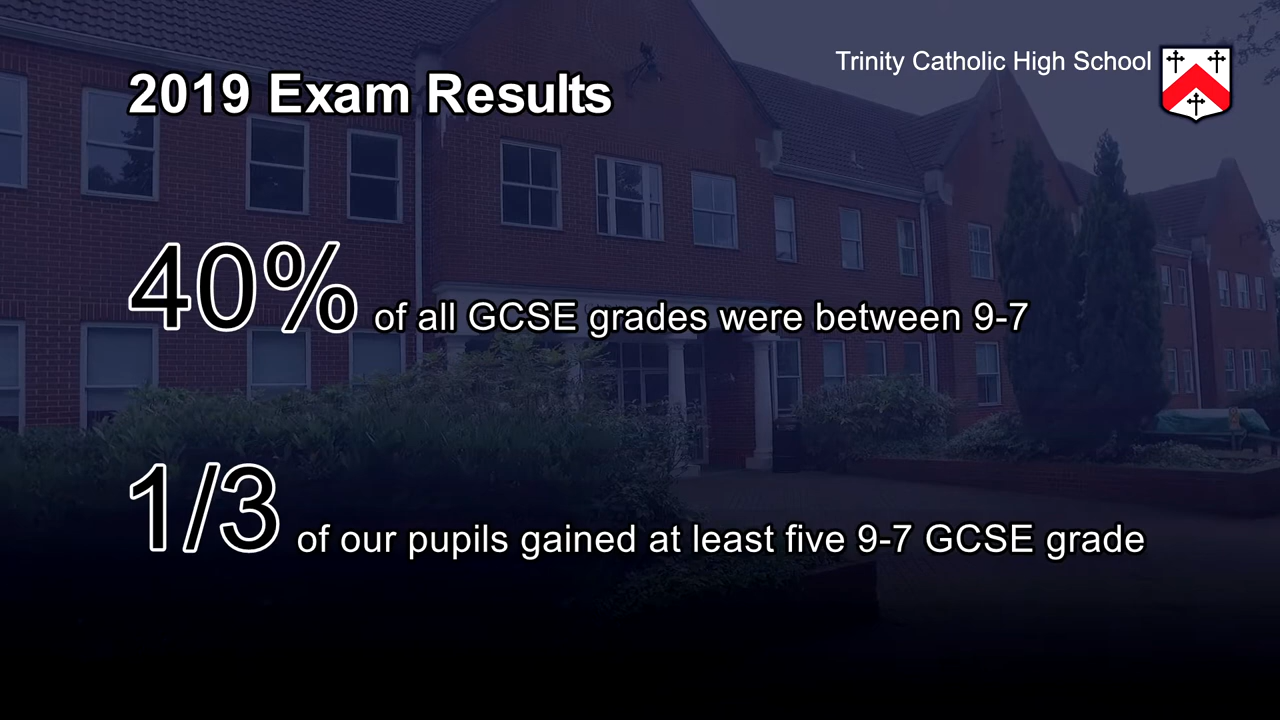 Trinity Catholic High School
2019 Exam Results
40% of all GCSE grades were between 9-7
1/3 of our pupils gained at least five 9-7 GCSE grade